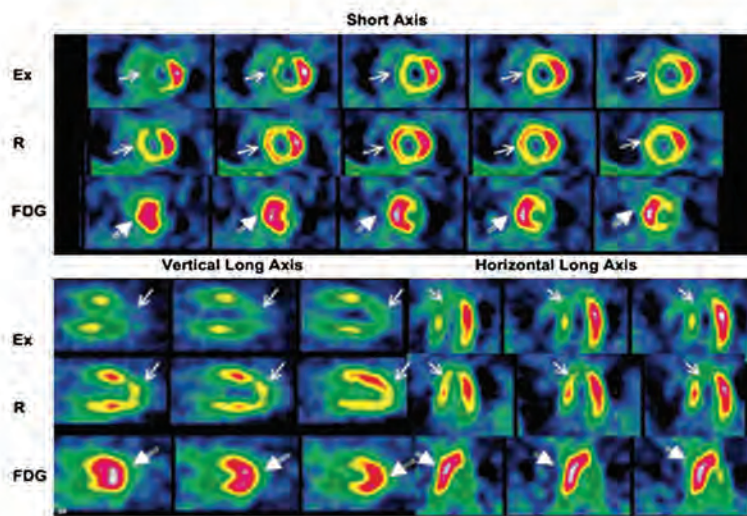 Short Axis
Ex
R
FDG
Vertical Long Axis Horizontal Long Axis
Ex
R
FDG